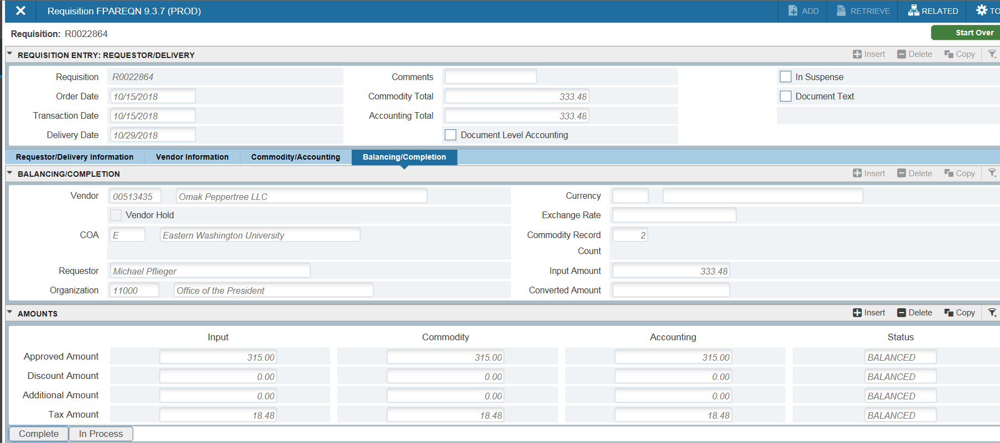 Requisition FPAREQN 9.3.7 (PROD) ADD RETRIEVE RELATED TO
Requisition: R0022864 Start Over
REQUISITION ENTRY: REQUESTOR/DELIVERY Insert Delete Copy
Requisition R0022864 Comments In Suspense
Order Date 10/15/2018 Commodity Total 333.48 Document Text
Transaction Date 10/15/2018 Accounting Total 333.48
Delivery Date 10/29/2018 Document Level Accounting
Requestor/Delivery Information Vendor Information Commodity/Accounting Balancing/Completion
BALANCING/COMPLETION Insert Delete Copy
Vendor 00513435 Omak Peppertree LLC Currency
Vendor Hold Exchange Rate
COA E Eastern Washington University Commodity Record 2
Count
Requestor Michael Pflieger Input Amount 333.48
Organization 11000 Office of the President Converted Amount
AMOUNTS Insert Delete Copy
Input Commodity Accounting Status
Approved Amount 315.00 315.00 315.00 BALANCED
Discount Amount 0.00 0.00 0.00 BALANCED
Additional Amount 0.00 0.00 0.00 BALANCED
Tax Amount 18.48 18.48 18.48 BALANCED
Complete In Process